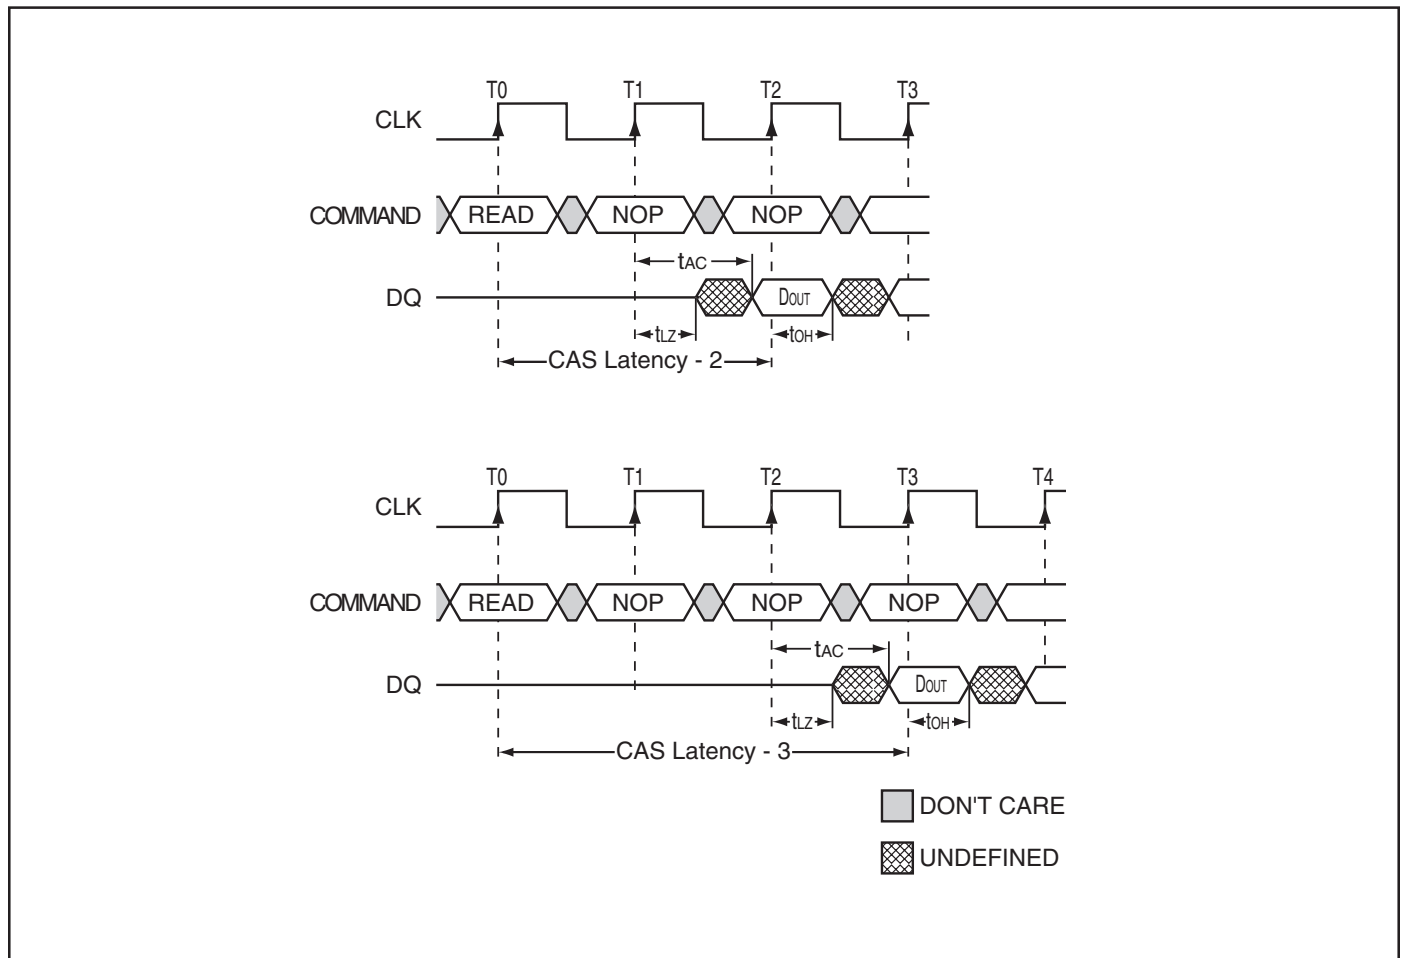 T0 T1 T2 T3
CLK
COMMAND READ NOP NOP
tAC
DQ DOUT
tLZ tOH
CAS Latency - 2
T0 T1 T2 T3 T4
CLK
COMMAND READ NOP NOP NOP
tAC
DQ DOUT
tLZ tOH
CAS Latency - 3
DON'T CARE
UNDEFINED